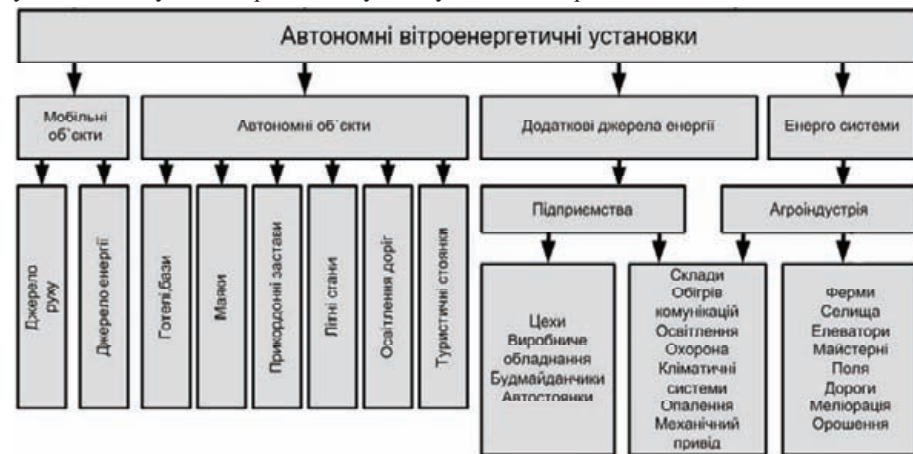 Автономні вітроенергетичні установки
Мобільні
об`єкти
Автономні об`єкти
Додаткові джерела енергії
Енерго системи
Підприємства
Агроіндустрія
Джерело
руху
Джерело енергії
Готелі,бази
Маяки
Прикордонні застави
Літні стани
Освітлення доріг
Туристичні стоянки
Цехи
Виробниче
обладнання
Будмайданчики
Автостоянки
Склади
Обігрів
комунікацій
Освітлення
Охорона
Кліматичні
системи
Опалення
Механічний
привід
Ферми
Селища
Елеватори
Майстерні
Поля
Дороги
Меліорація
Орошення